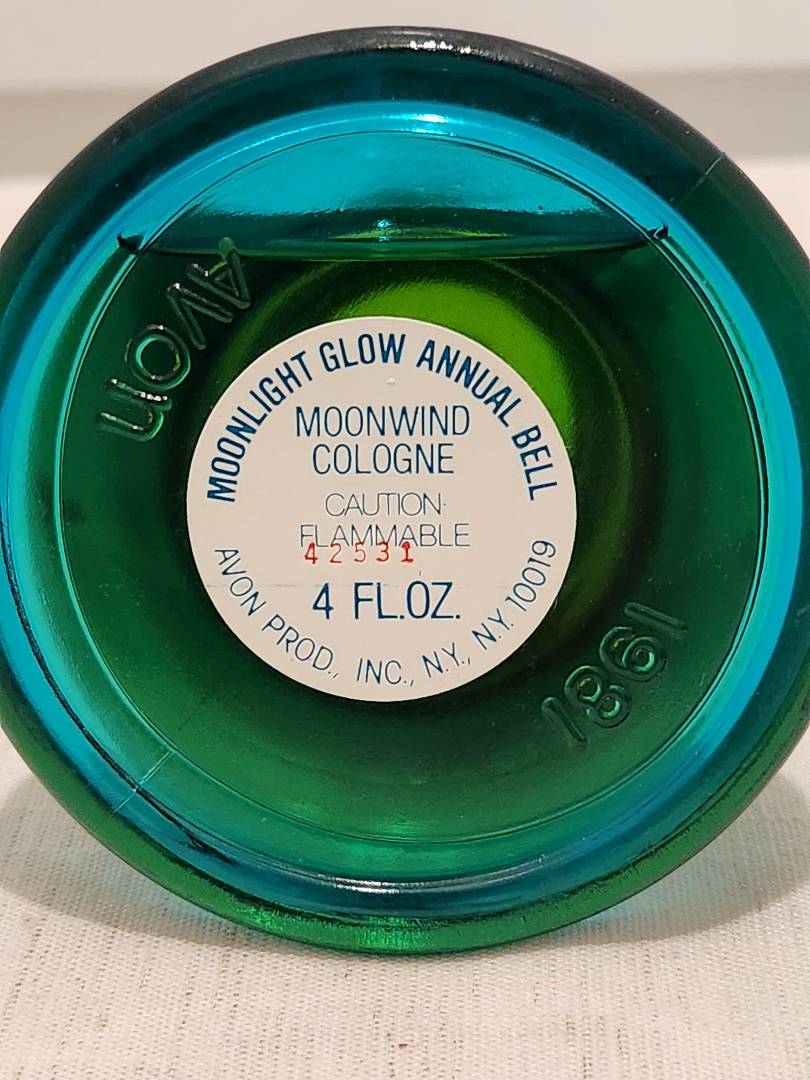 AVON
MOONLIGHT GLOW ANNUAL BELL
MOONWIND
COLOGNE
CAUTION:
FLAMMABLE
42531
4 FL.OZ.
AVON PROD., INC., N.Y., N.Y. 10019
1981